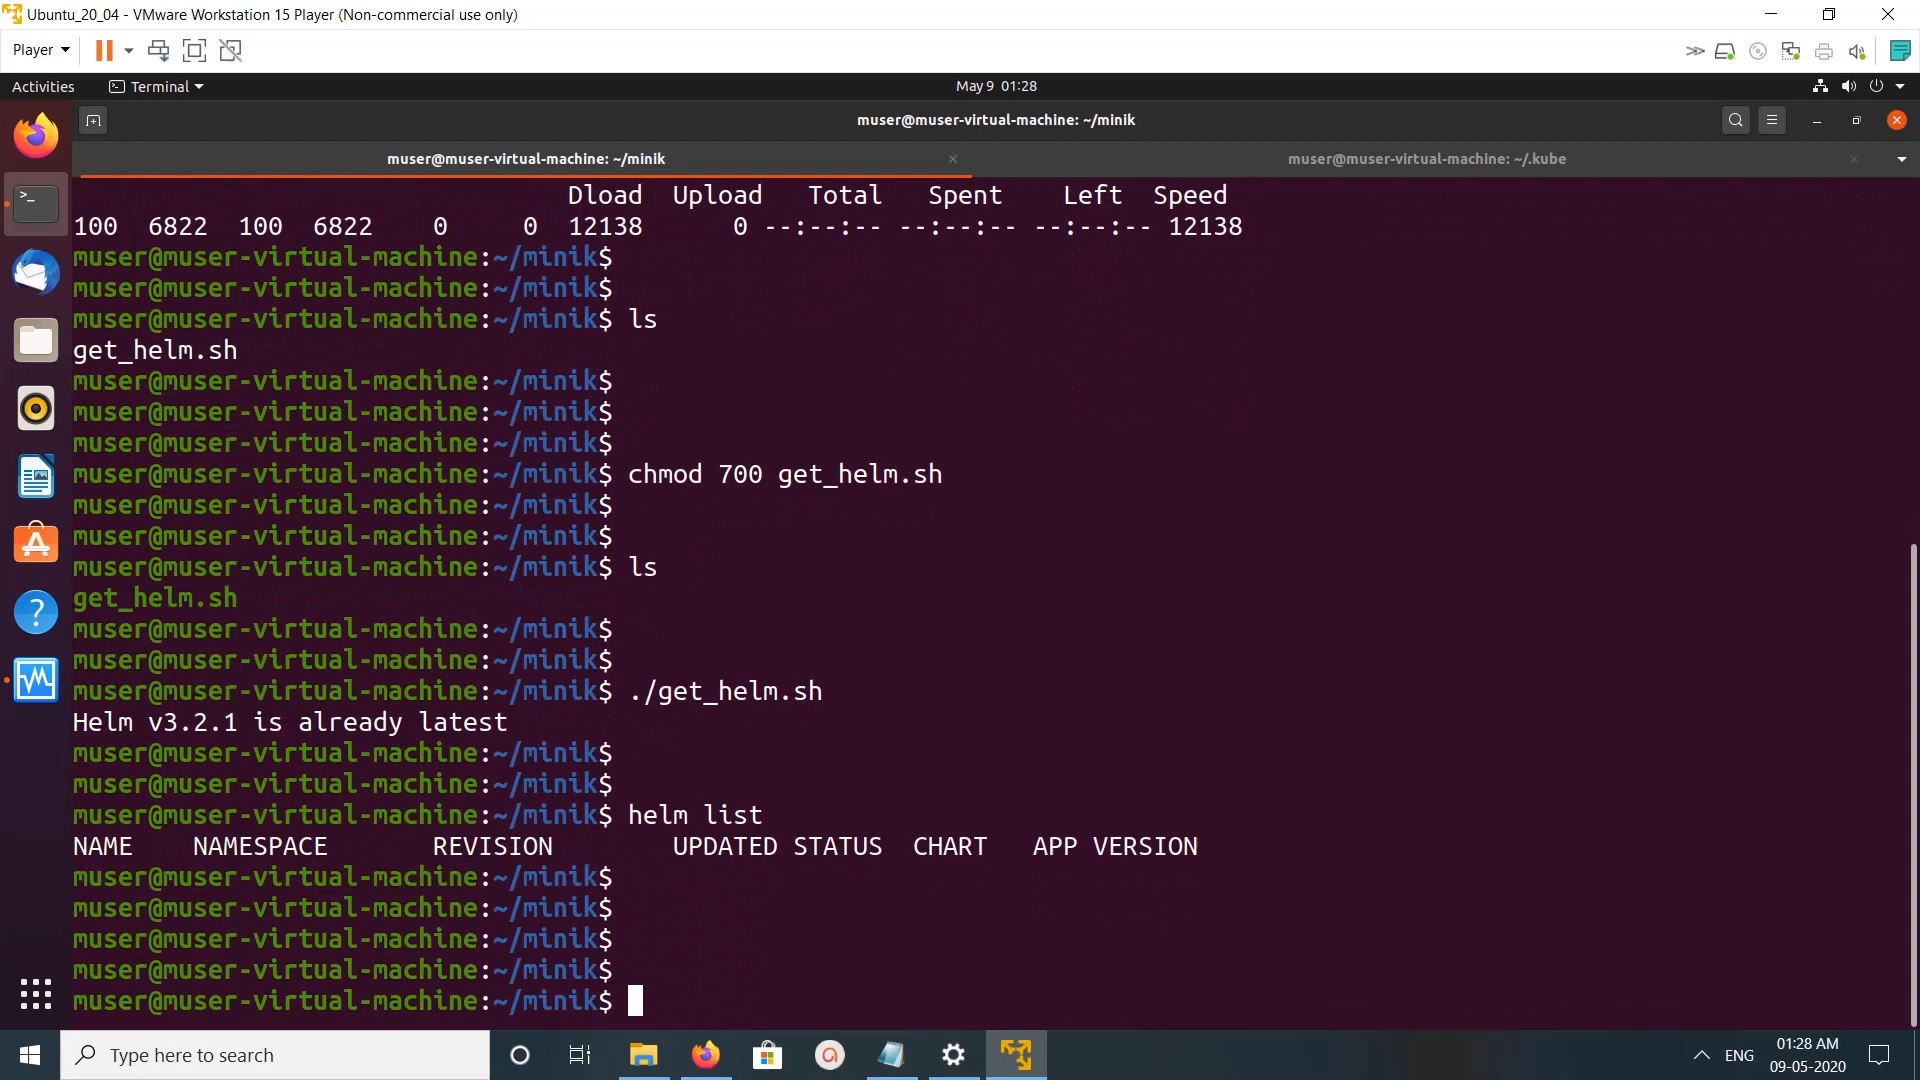 Ubuntu_20_04 - VMware Workstation 15 Player (Non-commercial use only)
Player
Activities
Terminal
May 9 01:28
muser@muser-virtual-machine: ~/minik
muser@muser-virtual-machine: ~/minik
muser@muser-virtual-machine: ~/.kube
Dload Upload Total Spent Left Speed
100 6822 100 6822 0 0 12138 0 --:--:-- --:--:-- --:--:-- 12138
muser@muser-virtual-machine:~/minik$
muser@muser-virtual-machine:~/minik$
muser@muser-virtual-machine:~/minik$ ls
get_helm.sh
muser@muser-virtual-machine:~/minik$
muser@muser-virtual-machine:~/minik$
muser@muser-virtual-machine:~/minik$
muser@muser-virtual-machine:~/minik$ chmod 700 get_helm.sh
muser@muser-virtual-machine:~/minik$
muser@muser-virtual-machine:~/minik$
muser@muser-virtual-machine:~/minik$ ls
get_helm.sh
muser@muser-virtual-machine:~/minik$
muser@muser-virtual-machine:~/minik$
muser@muser-virtual-machine:~/minik$ ./get_helm.sh
Helm v3.2.1 is already latest
muser@muser-virtual-machine:~/minik$
muser@muser-virtual-machine:~/minik$
muser@muser-virtual-machine:~/minik$ helm list
NAME NAMESPACE REVISION UPDATED STATUS CHART APP VERSION
muser@muser-virtual-machine:~/minik$
muser@muser-virtual-machine:~/minik$
muser@muser-virtual-machine:~/minik$
muser@muser-virtual-machine:~/minik$
muser@muser-virtual-machine:~/minik$
Type here to search
ENG
01:28 AM
09-05-2020